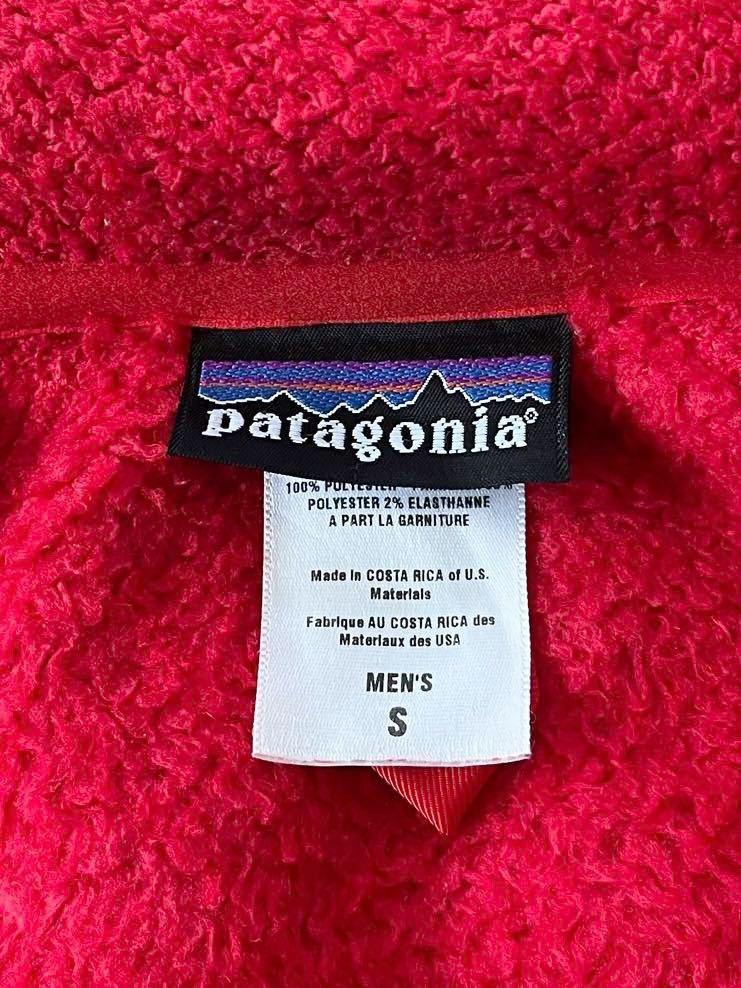 patagonia®
100% POLYESTER
POLYESTER 2% ELASTHANNE
A PART LA GARNITURE
Made in COSTA RICA of U.S.
Materials
Fabrique AU COSTA RICA des
Materiaux des USA
MEN'S
S